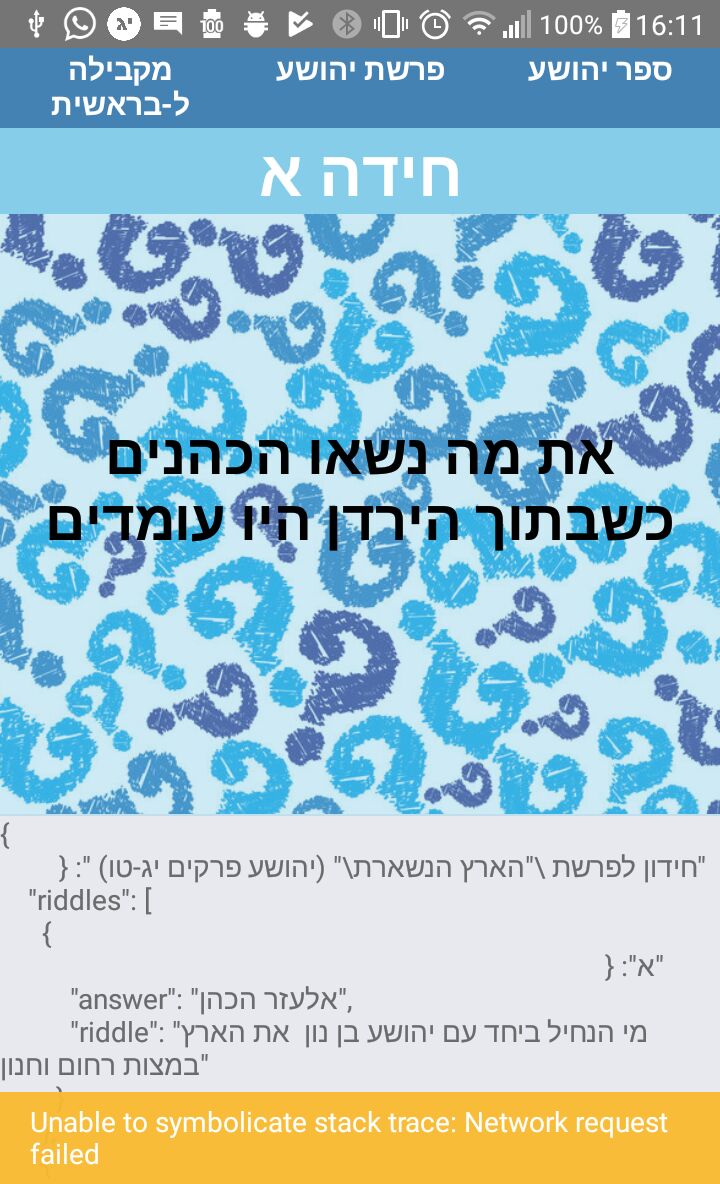 100% 16:11
ספר יהושע
פרשת יהושע
מקבילה
ל-בראשית
חידה א
את מה נשאו הכהנים
כשבתוך הירדן היו עומדים
{
"חידון לפרשת \"הארץ הנשארת\" (יהושע פרקים יג-טו) ": {
"riddles": [
{
"א": {
"answer": "אלעזר הכהן",
"riddle": "מי הנחיל ביחד עם יהושע בן נון את הארץ
במצות רחום וחנון"
}
Unable to symbolicate stack trace: Network request
failed